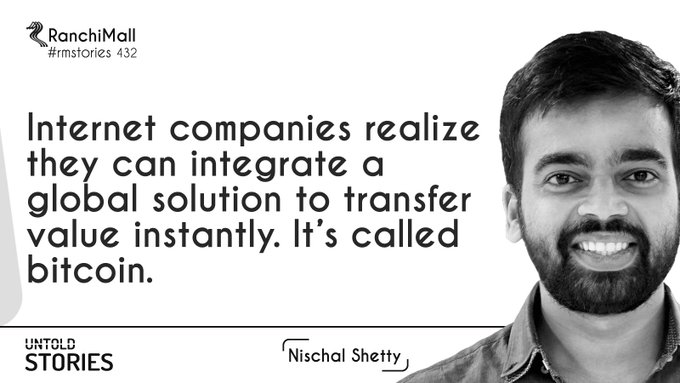 RanchiMall
#rmstories 432
Internet companies realize
they can integrate a
global solution to transfer
value instantly. It's called
bitcoin.
UNTOLD
STORIES
Nischal Shetty